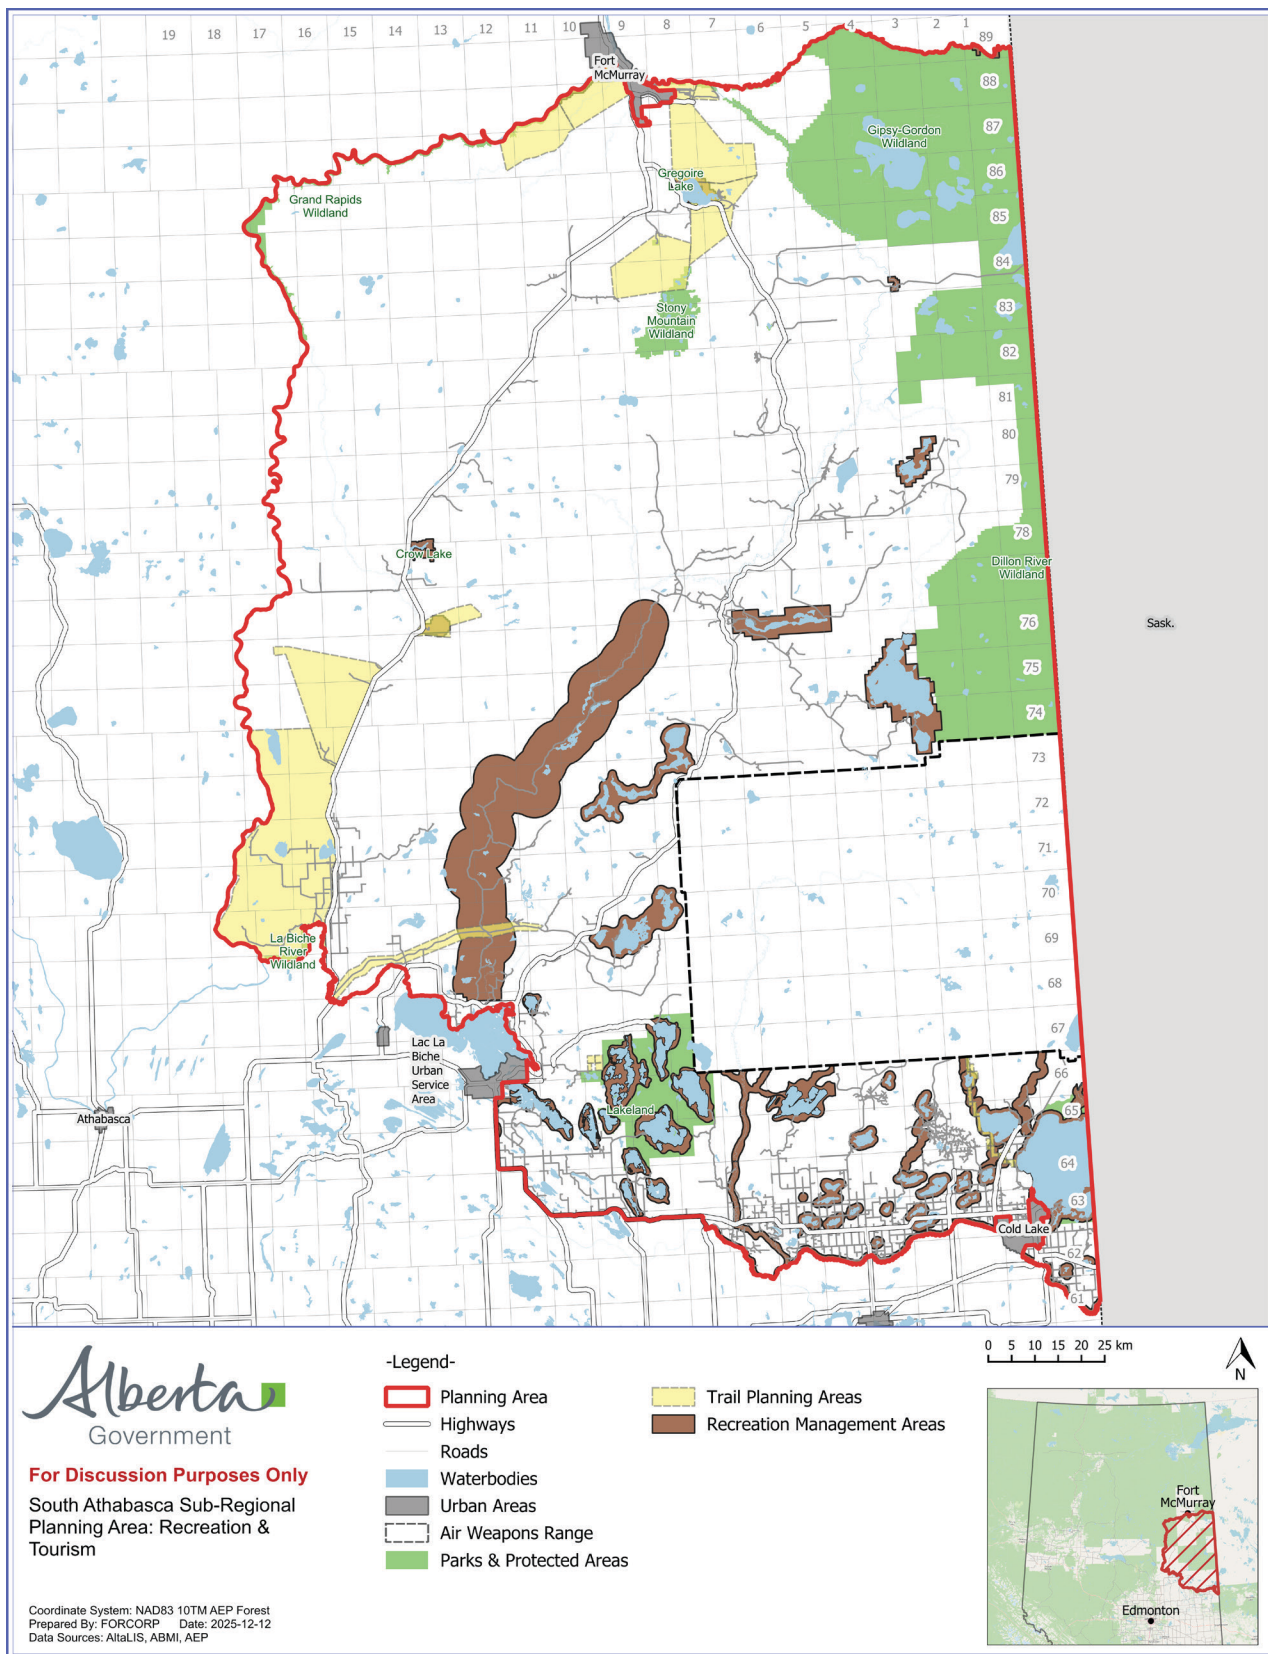 19 18 17 16 15 14 13 12 11 10 9 8 7 6 5 4 3 2 1
89
Fort
McMurray
88
87
Gipsy-Gordon
Wildland
86
Gregoire
Lake
Grand Rapids
Wildland
85
84
83
Stony
Mountain
Wildland
82
81
80
79
78
Crow Lake
Dillon River
Wildland
76
Sask.
75
74
73
72
71
70
69
La Biche
River
Wildland
68
67
Lac La
Biche
Urban
Service
Area
66
65
Lakeland
Athabasca
64
63
Cold Lake
62
61
Alberta
Government
For Discussion Purposes Only
South Athabasca Sub-Regional
Planning Area: Recreation &
Tourism
Coordinate System: NAD83 10TM AEP Forest
Prepared By: FORCORP Date: 2025-12-12
Data Sources: AltaLIS, ABMI, AEP
-Legend-
Planning Area
Highways
Roads
Waterbodies
Urban Areas
Air Weapons Range
Parks & Protected Areas
Trail Planning Areas
Recreation Management Areas
0 5 10 15 20 25 km
N
Fort
McMurray
Edmonton